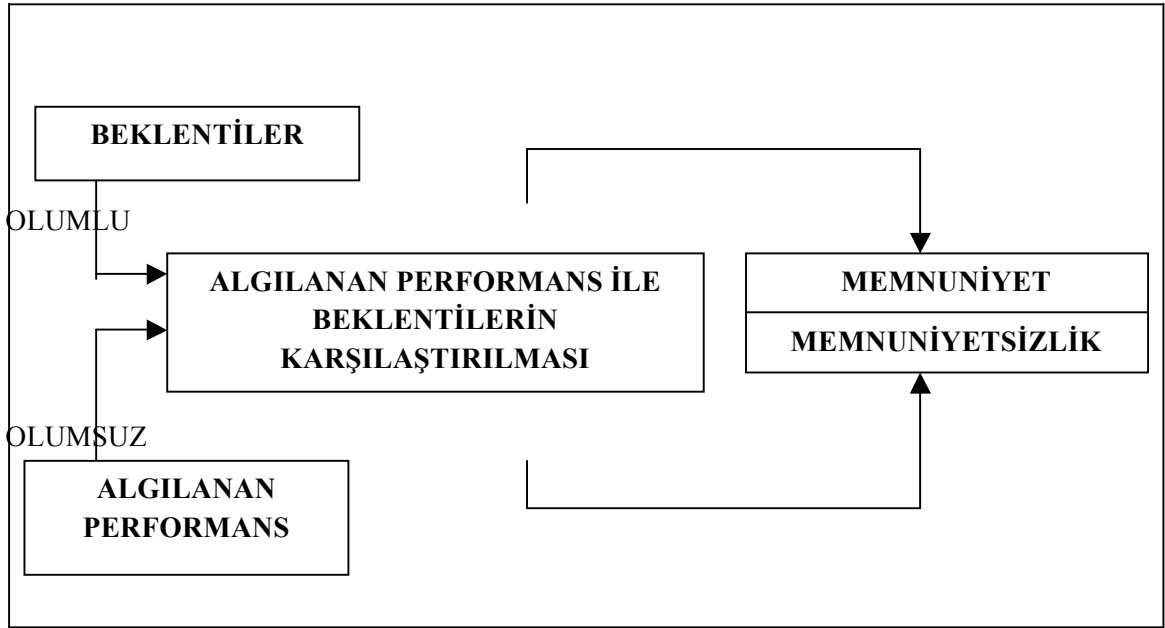 BEKLENTİLER
OLUMLU
ALGILANAN PERFORMANS İLE
BEKLENTİLERİN
KARŞILAŞTIRILMASI
MEMNUNİYET
MEMNUNİYETSİZLİK
OLUMSUZ
ALGILANAN
PERFORMANS